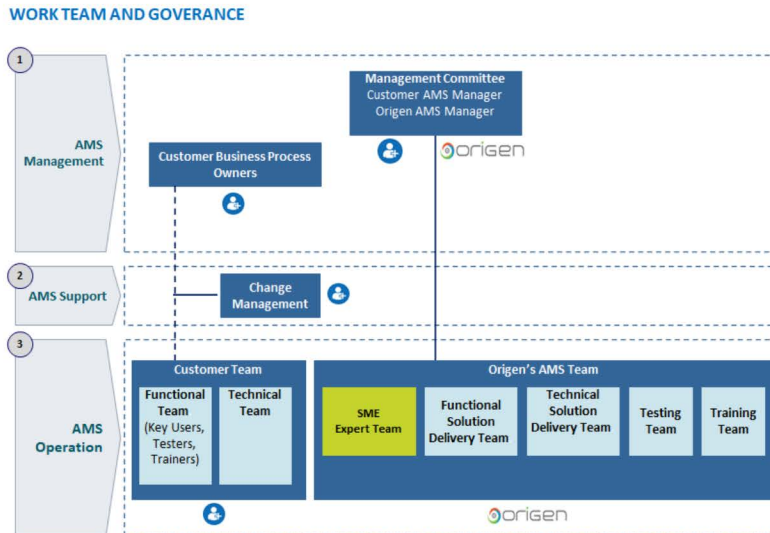 WORK TEAM AND GOVERANCE
1
AMS
Management
Management Committee
Customer AMS Manager
Origen AMS Manager
origen
Customer Business Process
Owners
2
AMS Support
Change
Management
3
AMS
Operation
Customer Team
Functional
Team
(Key Users,
Testers,
Trainers)
Technical
Team
Origen's AMS Team
SME
Expert Team
Functional
Solution
Delivery Team
Technical
Solution
Delivery Team
Testing
Team
Training
Team
origen